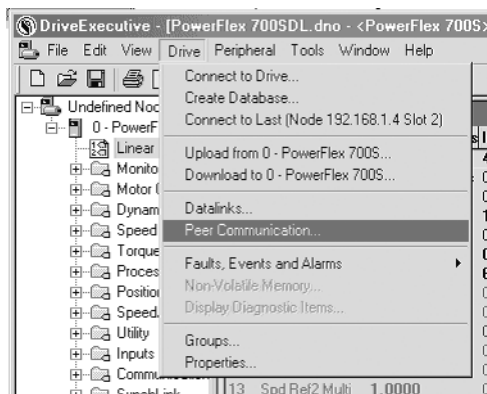 DriveExecutive - [PowerFlex 700SDL.dno - <PowerFlex 700S>
File Edit View Drive Peripheral Tools Window Help
Connect to Drive...
Create Database...
Connect to Last (Node 192.168.1.4 Slot 2)
Upload from 0 - PowerFlex 700S...
Download to 0 - PowerFlex 700S...
Datalinks...
Peer Communication...
Faults, Events and Alarms
Non-Volatile Memory...
Display Diagnostic Items...
Groups...
Properties...
Undefined Noc
0 - PowerF
Linear
Monito
Motor
Dynam
Speed
Torque
Proces
Position
Speed
Utility
Inputs
13 Spd Ref2 Multi 1.0000